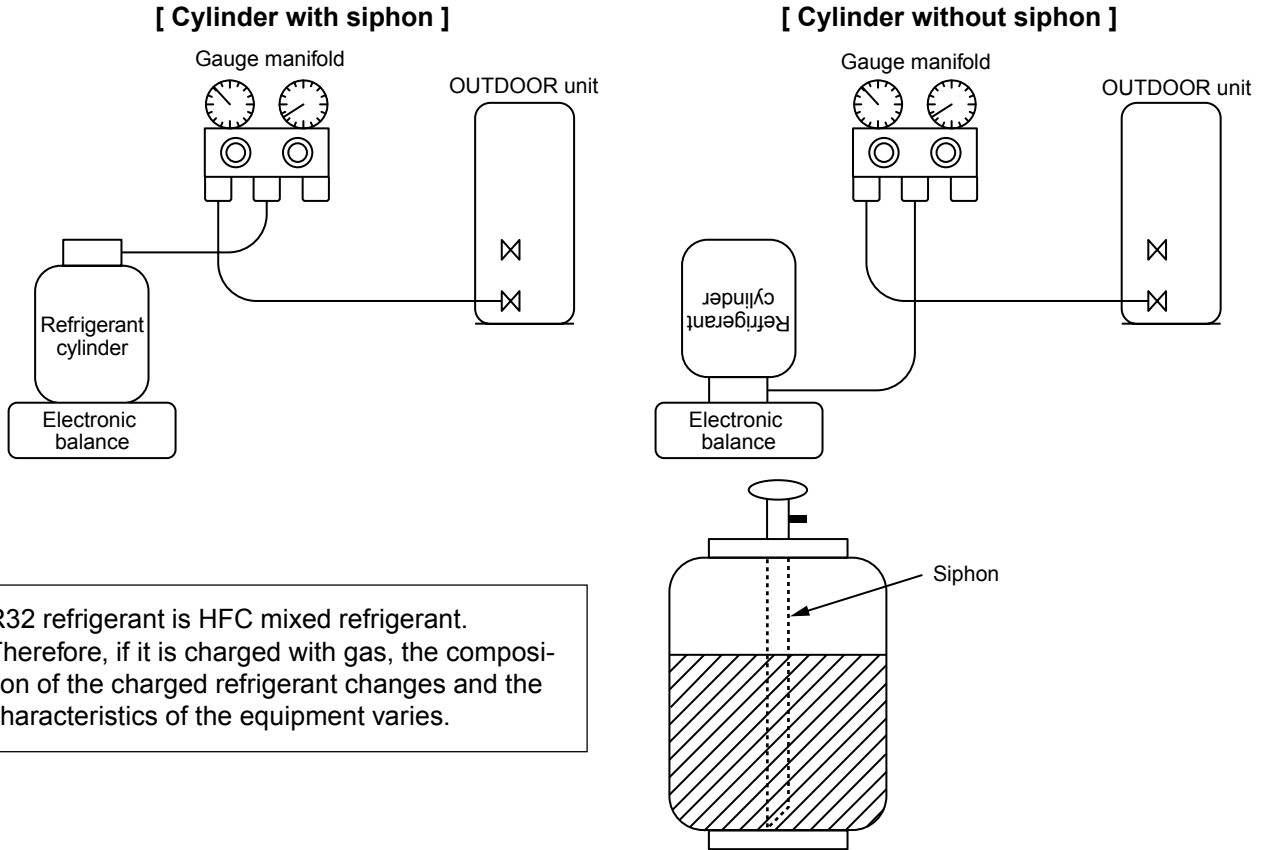 [ Cylinder with siphon ]
Gauge manifold
OUTDOOR unit
Refrigerant
cylinder
Electronic
balance
[ Cylinder without siphon ]
Gauge manifold
OUTDOOR unit
Refrigerant
cylinder
Electronic
balance
Siphon
R32 refrigerant is HFC mixed refrigerant.
Therefore, if it is charged with gas, the composi-
on of the charged refrigerant changes and the
haracteristics of the equipment varies.